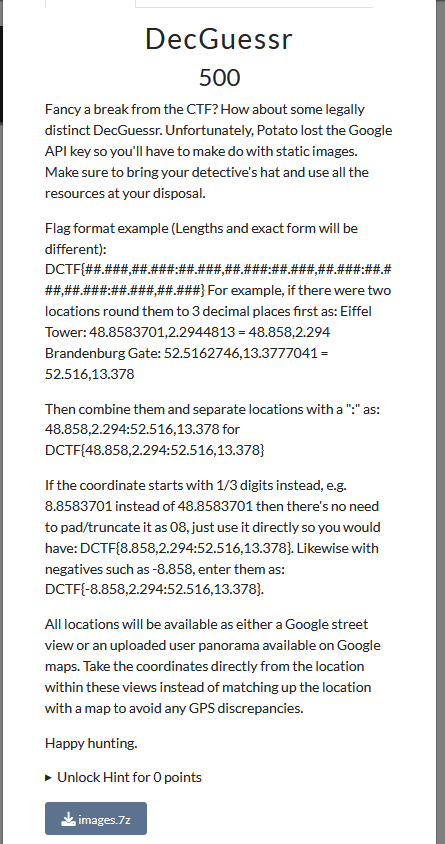 DecGuessr
500
Fancy a break from the CTF? How about some legally
distinct DecGuessr. Unfortunately, Potato lost the Google
API key so you'll have to make do with static images.
Make sure to bring your detective's hat and use all the
resources at your disposal.
Flag format example (Lengths and exact form will be
different):
DCTF{##.###,##.###:##.###,##.###:##.###,##.###:##.#
##,##.###:##.###,##.###} For example, if there were two
locations round them to 3 decimal places first as: Eiffel
Tower: 48.8583701,2.2944813 = 48.858,2.294
Brandenburg Gate: 52.5162746,13.3777041 =
52.516,13.378
Then combine them and separate locations with a ":" as:
48.858,2.294:52.516,13.378 for
DCTF{48.858,2.294:52.516,13.378}
If the coordinate starts with 1/3 digits instead, e.g.
8.8583701 instead of 48.8583701 then there's no need
to pad/truncate it as 08, just use it directly so you would
have: DCTF{8.858,2.294:52.516,13.378}. Likewise with
negatives such as -8.858, enter them as:
DCTF{-8.858,2.294:52.516,13.378}.
All locations will be available as either a Google street
view or an uploaded user panorama available on Google
maps. Take the coordinates directly from the location
within these views instead of matching up the location
with a map to avoid any GPS discrepancies.
Happy hunting.
▸ Unlock Hint for 0 points
images.7z